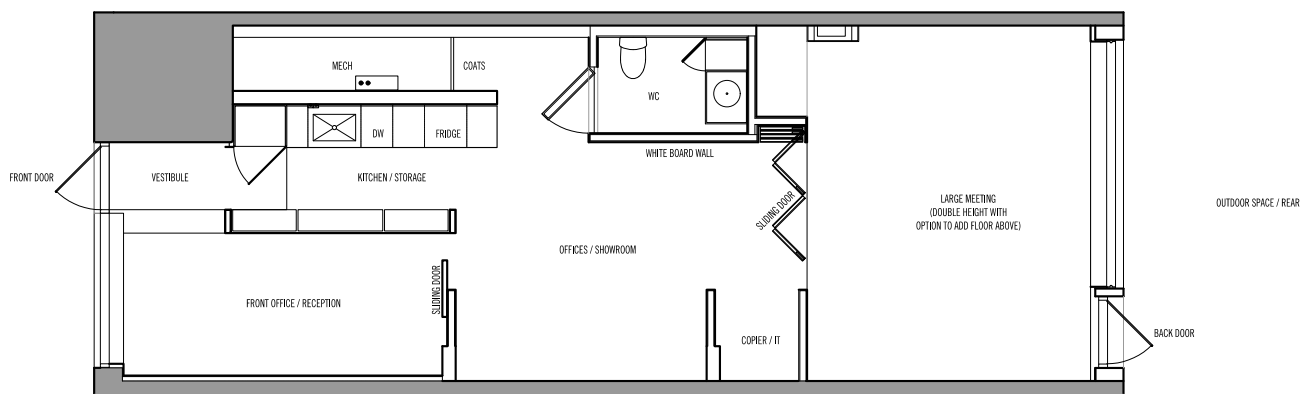 MECH
COATS
WC
DW
FRIDGE
WHITE BOARD WALL
FRONT DOOR
VESTIBULE
KITCHEN / STORAGE
SLIDING DOOR
LARGE MEETING
(DOUBLE HEIGHT WITH
OPTION TO ADD FLOOR ABOVE)
OUTDOOR SPACE / REAR
OFFICES / SHOWROOM
FRONT OFFICE / RECEPTION
SLIDING DOOR
COPIER / IT
BACK DOOR